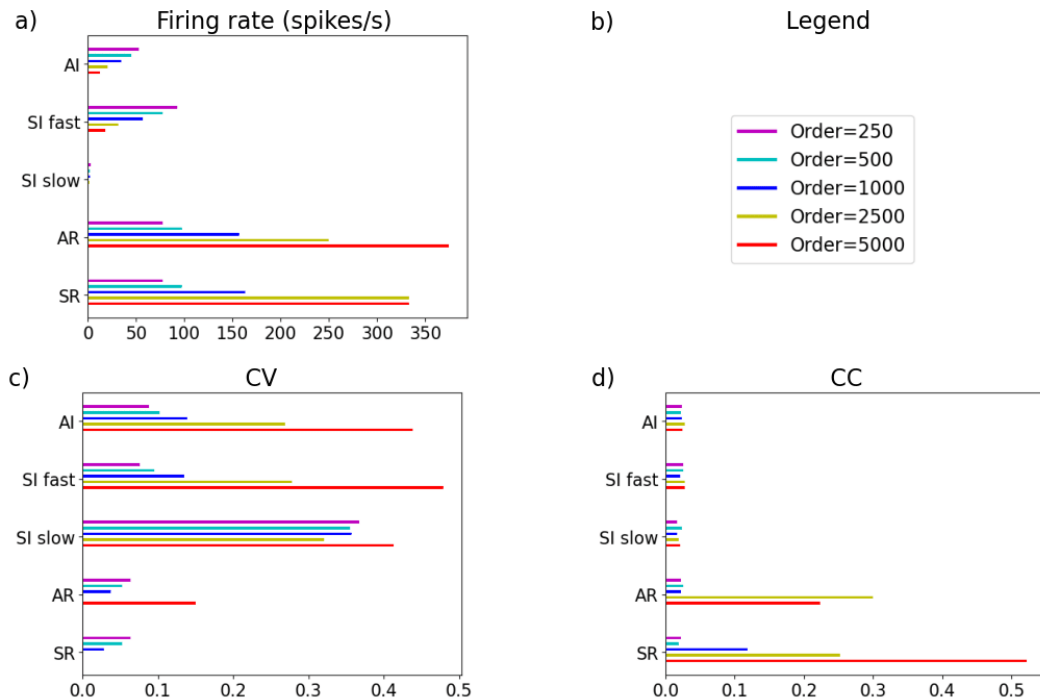 a) Firing rate (spikes/s)
AI
SI fast
SI slow
AR
SR
0 50 100 150 200 250 300 350
b) Legend
Order=250
Order=500
Order=1000
Order=2500
Order=5000
c) CV
AI
SI fast
SI slow
AR
SR
0.0 0.1 0.2 0.3 0.4 0.5
d) CC
AI
SI fast
SI slow
AR
SR
0.0 0.1 0.2 0.3 0.4 0.5